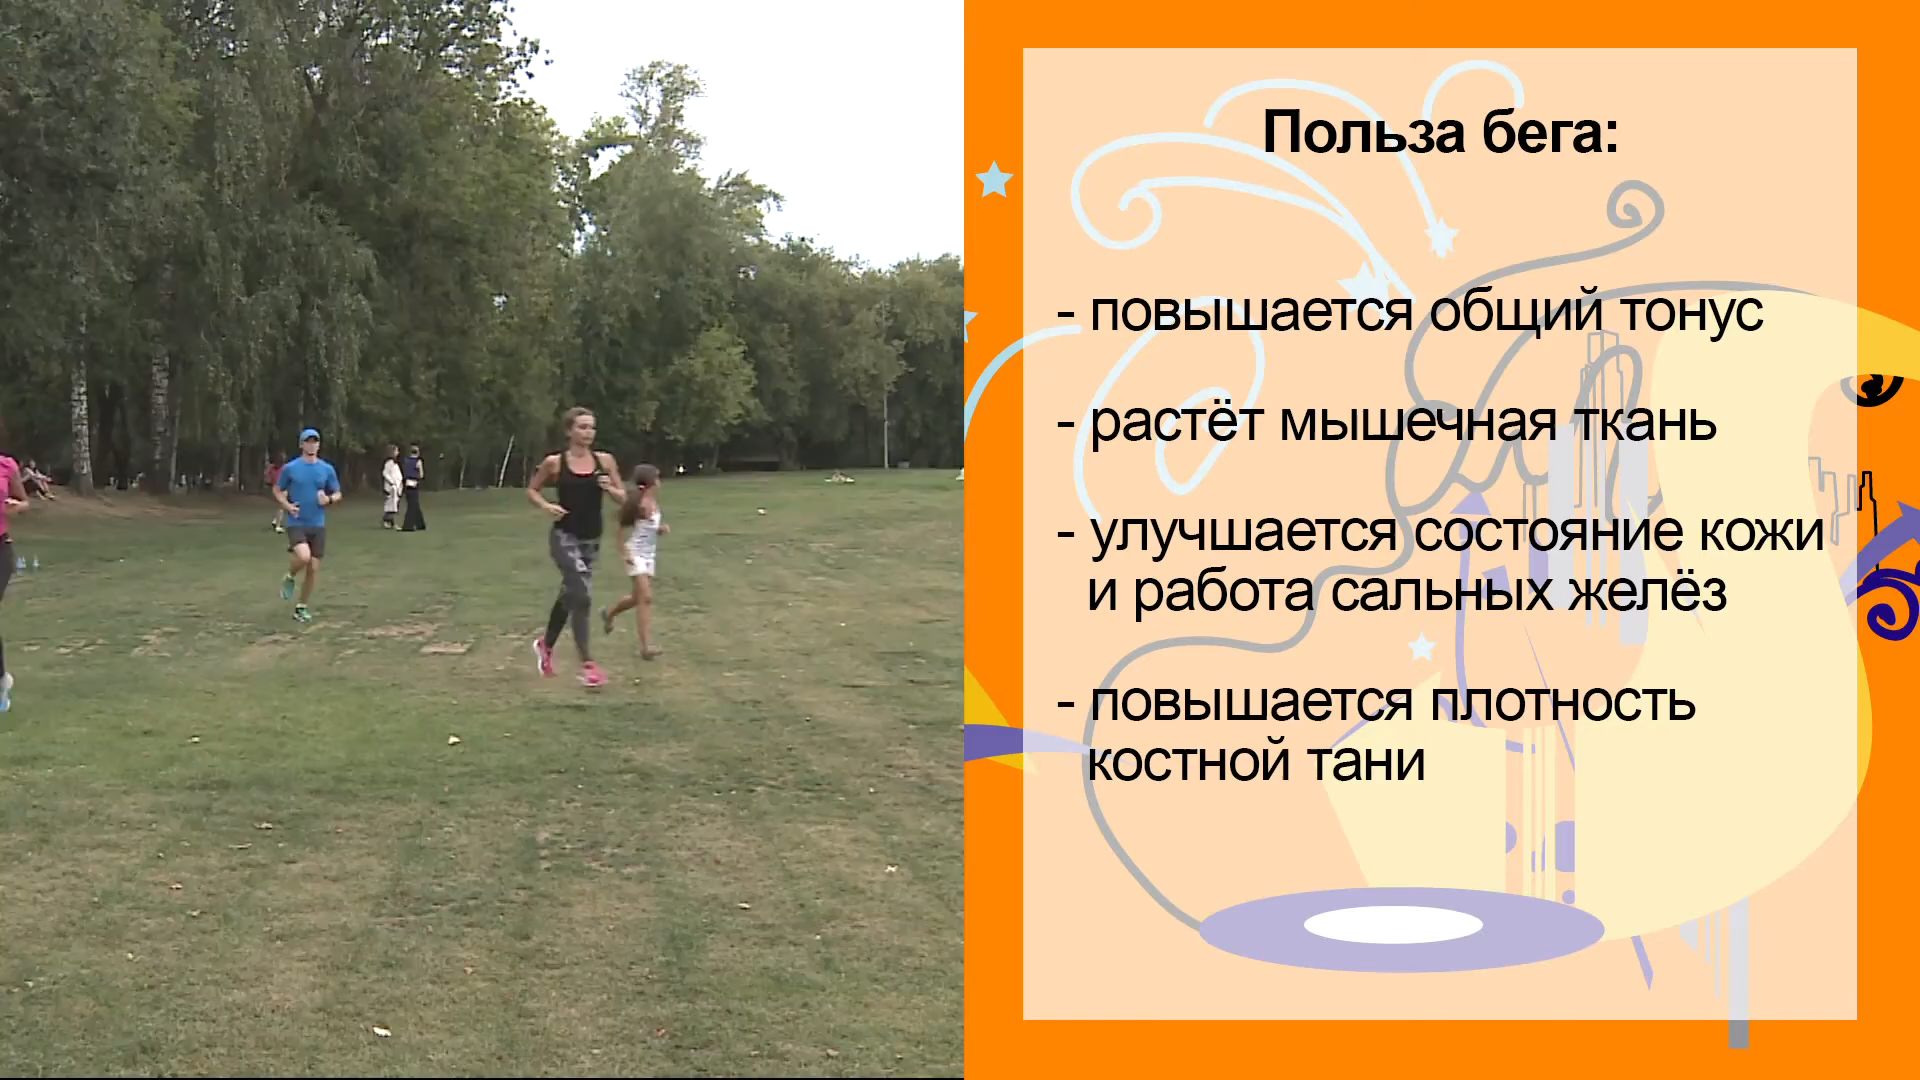 Польза бега:
- повышается общий тонус
- растёт мышечная ткань
- улучшается состояние кожи
и работа сальных желёз
- повышается плотность
костной тани